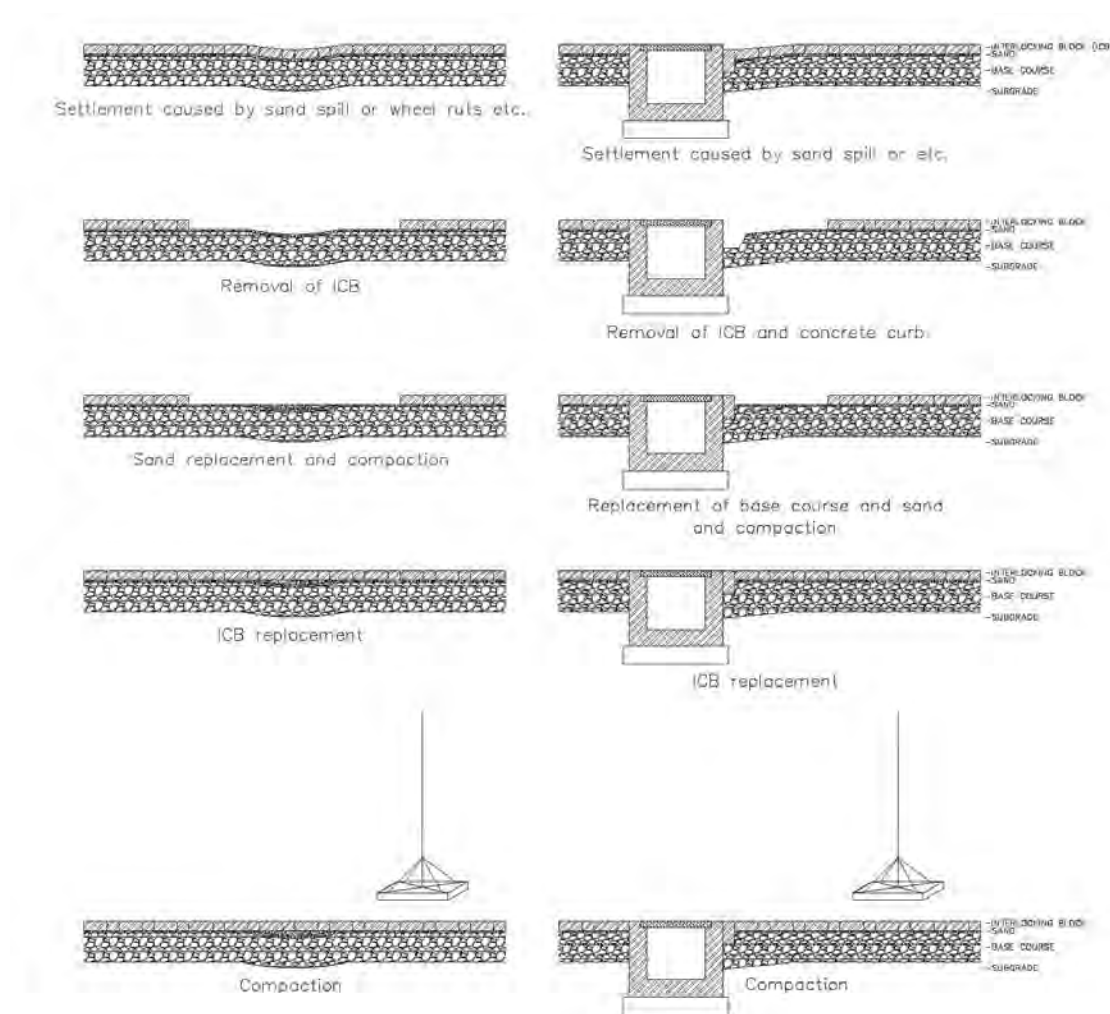 INTERLOCKING BLOCK (ICB
SAND
BASE COURSE
SUBGRADE
Settlement caused by sand spill or wheel ruts etc.
Settlement caused by sand spill or etc.
INTERLOCKING BLOCK
SAND
BASE COURSE
SUBGRADE
Removal of ICB
Removal of ICB and concrete curb.
INTERLOCKING BLOCK
SAND
BASE COURSE
SUBGRADE
Sand replacement and compaction
Replacement of base course and sand
and compaction
INTERLOCKING BLOCK
SAND
BASE COURSE
SUBGRADE
ICB replacement
ICB replacement
INTERLOCKING BLOCK
SAND
BASE COURSE
SUBGRADE
Compaction
Compaction